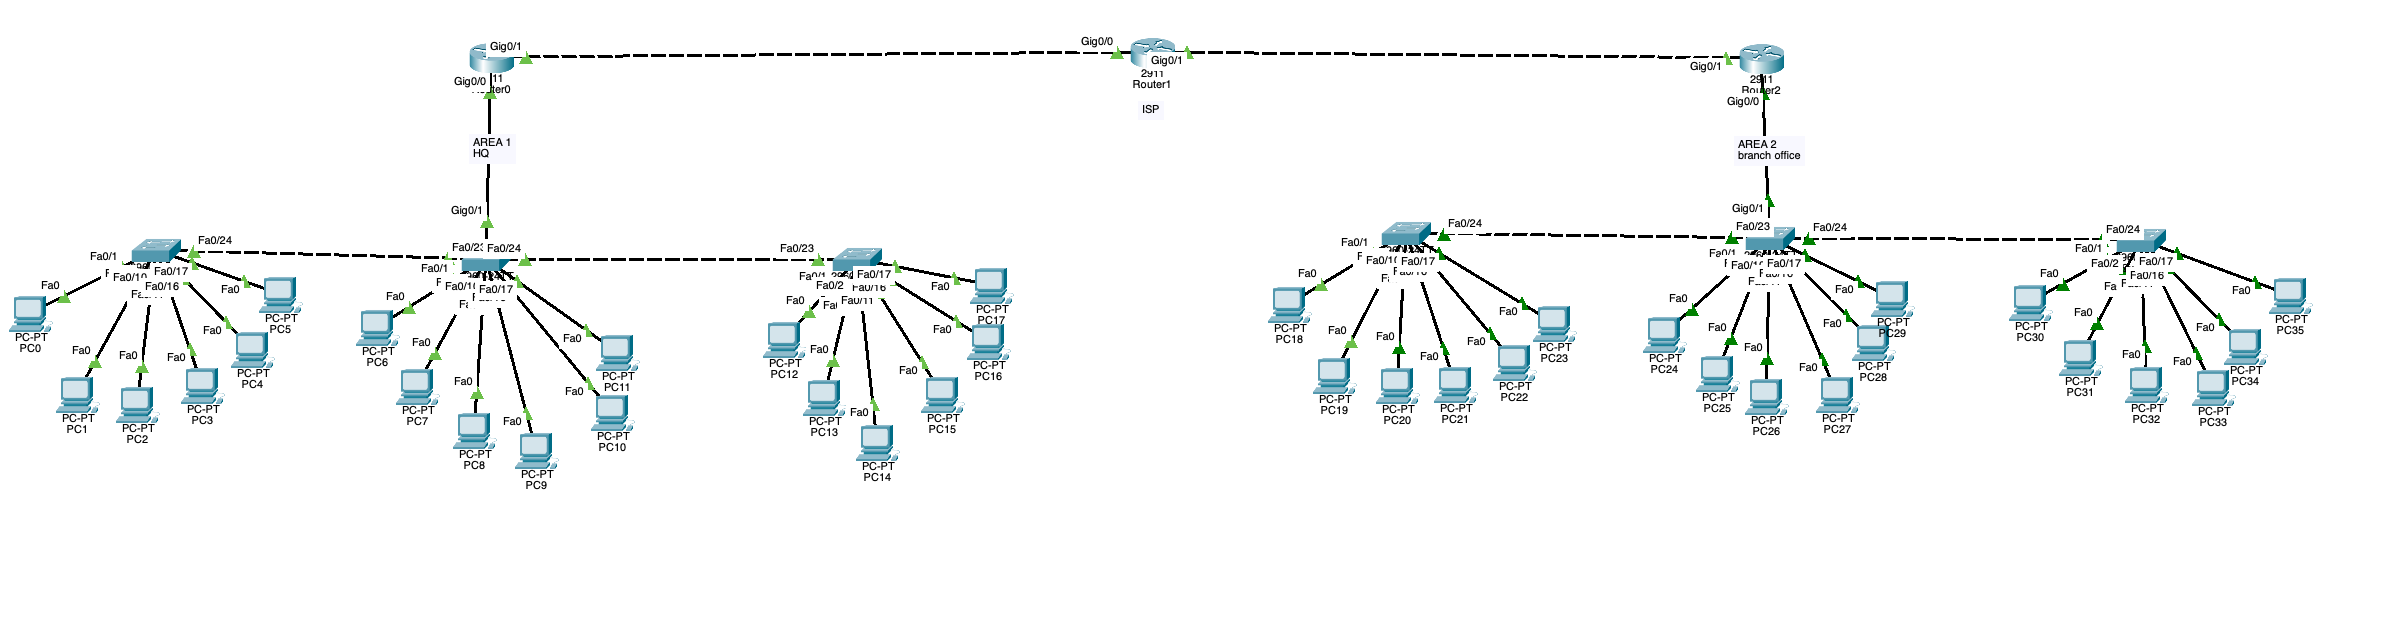 Gig0/1
Gig0/0
11
AREA 1
HQ
Gig0/1
Gig0/0
Gig0/1
2911
Router1
ISP
Gig0/1
2911
Router2
Gig0/0
AREA 2
branch office
Gig0/1
Fa0/1
Fa0/24
Fa0/17
Fa0/16
Fa0
PC-PT
PC0
Fa0
PC-PT
PC1
Fa0
PC-PT
PC2
Fa0
PC-PT
PC3
Fa0
PC-PT
PC4
Fa0
PC-PT
PC5
Fa0/24
Fa0/1
Fa0/17
Fa0
PC-PT
PC6
Fa0
PC-PT
PC7
Fa0
PC-PT
PC8
Fa0
PC-PT
PC9
Fa0
PC-PT
PC10
Fa0
PC-PT
PC11
Fa0/23
Fa0/17
Fa0/16
Fa0/11
Fa0/2
Fa0
PC-PT
PC12
Fa0
PC-PT
PC13
Fa0
PC-PT
PC14
Fa0
PC-PT
PC15
Fa0
PC-PT
PC16
Fa0
PC-PT
PC17
Fa0/24
Fa0/1
Fa0/17
Fa0
PC-PT
PC18
Fa0
PC-PT
PC19
Fa0
PC-PT
PC20
Fa0
PC-PT
PC21
Fa0
PC-PT
PC22
Fa0
PC-PT
PC23
Fa0/23
Fa0/24
Fa0/17
Fa0
PC-PT
PC24
Fa0
PC-PT
PC25
Fa0
PC-PT
PC26
Fa0
PC-PT
PC27
Fa0
PC-PT
PC28
Fa0
PC-PT
PC29
Fa0/24
Fa0/1
Fa0/2
Fa0/17
Fa0/16
Fa0
PC-PT
PC30
Fa0
PC-PT
PC31
Fa0
PC-PT
PC32
Fa0
PC-PT
PC33
Fa0
PC-PT
PC34
Fa0
PC-PT
PC35